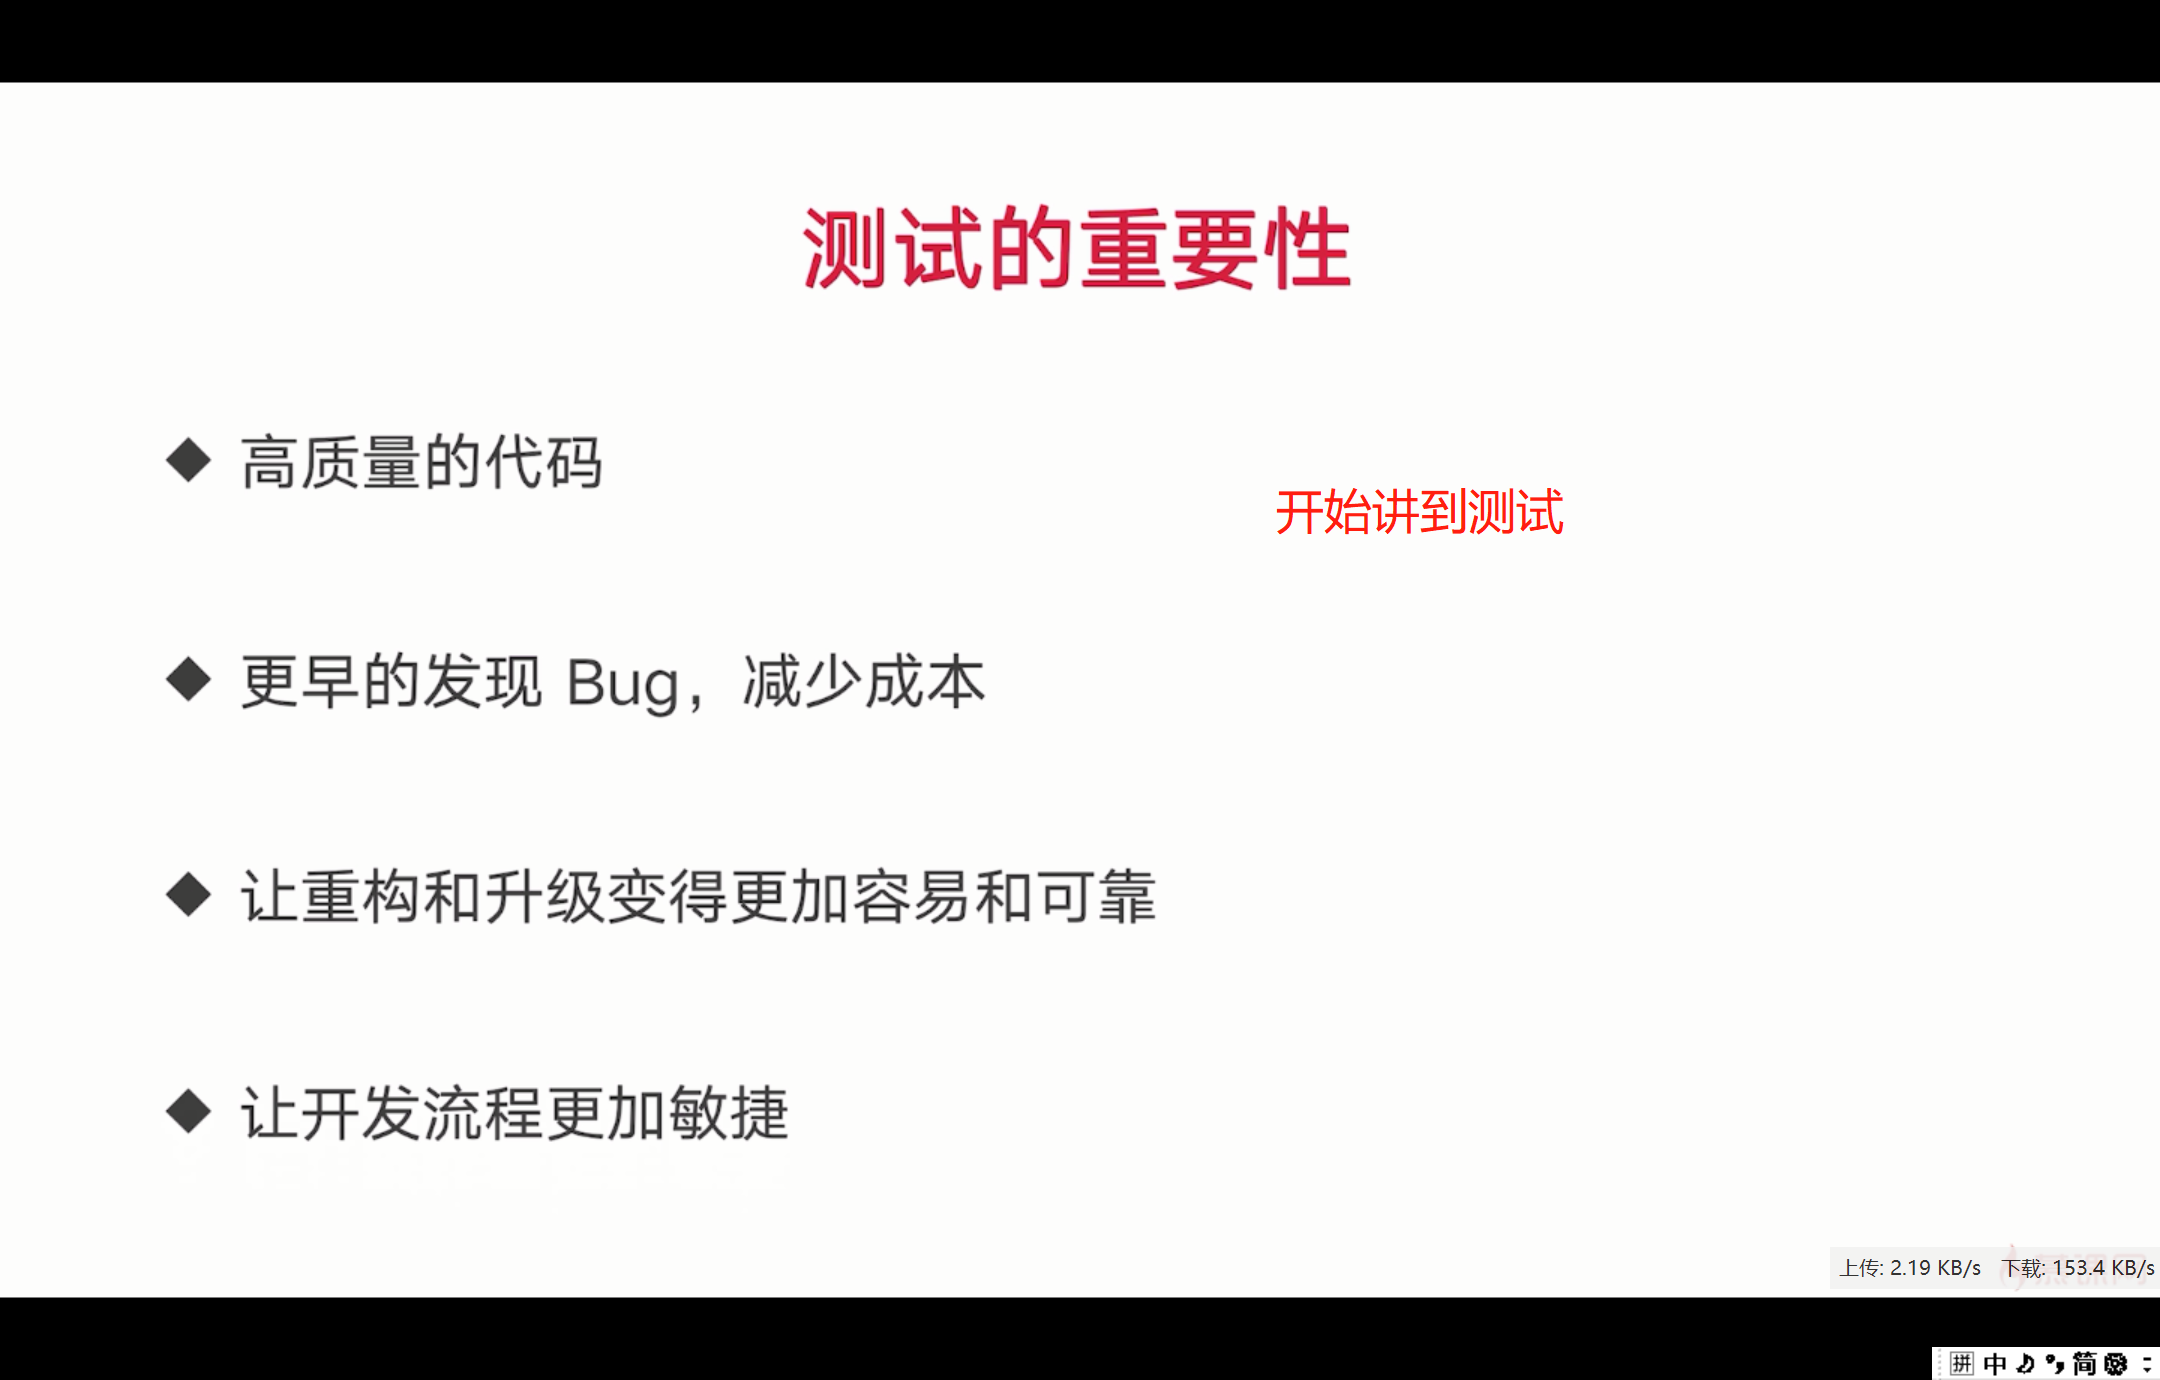 测试的重要性
◆ 高质量的代码
开始讲到测试
◆ 更早的发现 Bug，减少成本
◆ 让重构和升级变得更加容易和可靠
◆ 让开发流程更加敏捷
上传: 2.19 KB/s 下载: 153.4 KB/s
拼 中 简